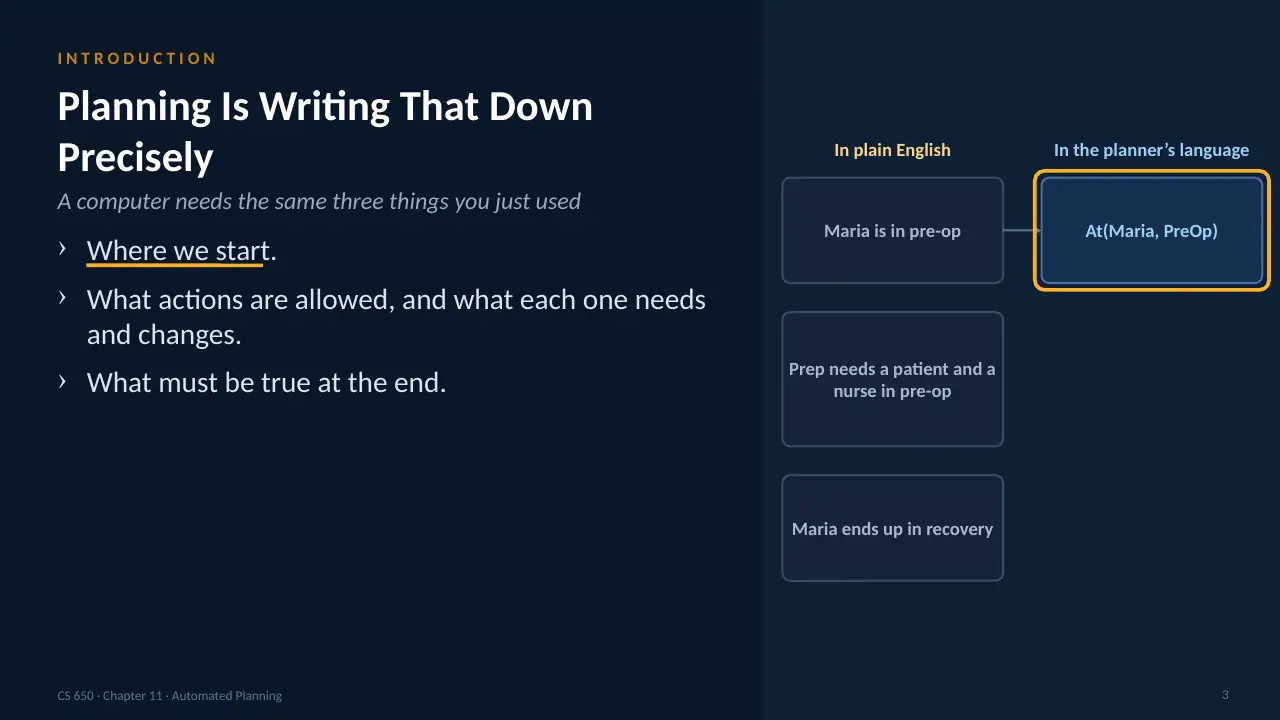 INTRODUCTION
Planning Is Writing That Down
Precisely
A computer needs the same three things you just used
› Where we start.
› What actions are allowed, and what each one needs
and changes.
› What must be true at the end.
In plain English
In the planner’s language
Maria is in pre-op
At(Maria, PreOp)
Prep needs a patient and a
nurse in pre-op
Maria ends up in recovery
CS 650 · Chapter 11 · Automated Planning
3